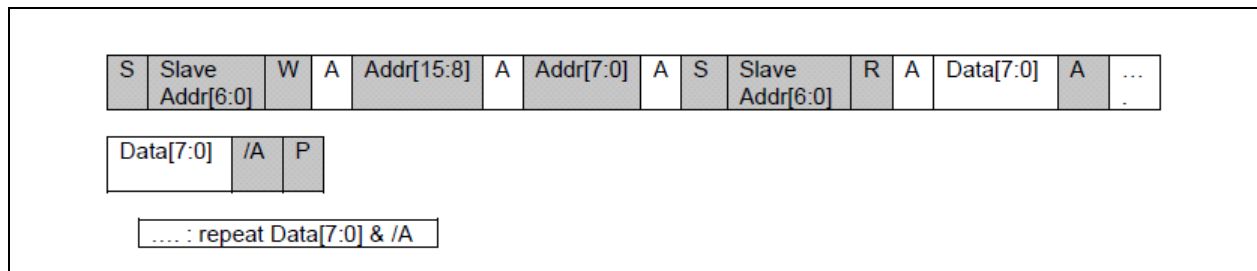 S Slave Addr[6:0] W A Addr[15:8] A Addr[7:0] A S Slave Addr[6:0] R A Data[7:0] A ... .
Data[7:0] /A P
.... : repeat Data[7:0] & /A